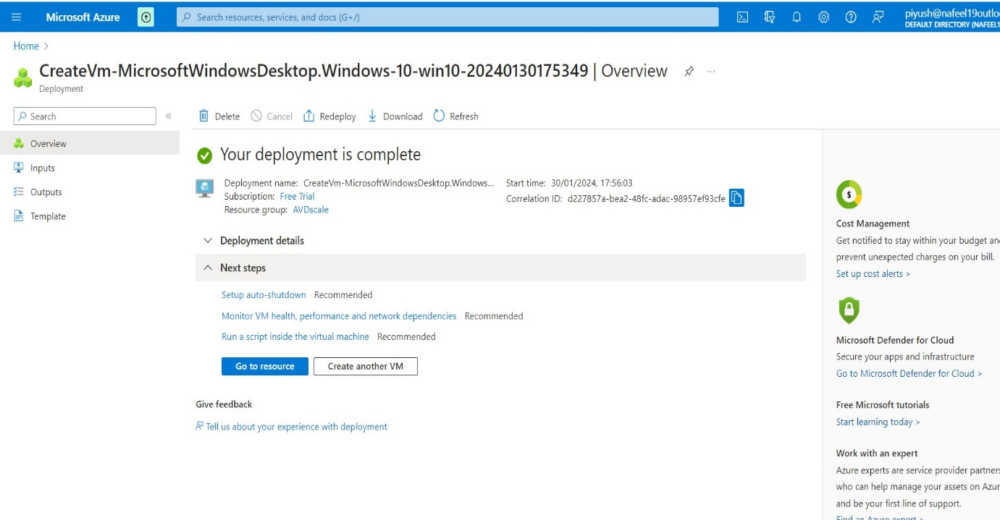 Microsoft Azure
Search resources, services, and docs (G+/)
piyush@nafeel19outlo
DEFAULT DIRECTORY (NAFEEL1
Home >
CreateVm-MicrosoftWindowsDesktop.Windows-10-win10-20240130175349 | Overview
Deployment
Search
«
Delete
Cancel
Redeploy
Download
Refresh
Overview
Inputs
Outputs
Template
Your deployment is complete
Deployment name: CreateVm-MicrosoftWindowsDesktop.Windows...
Subscription: Free Trial
Resource group: AVDscale
Start time: 30/01/2024, 17:56:03
Correlation ID: d227857a-bea2-48fc-adac-98957ef93cfe
Deployment details
Next steps
Setup auto-shutdown Recommended
Monitor VM health, performance and network dependencies Recommended
Run a script inside the virtual machine Recommended
Go to resource
Create another VM
Give feedback
Tell us about your experience with deployment
Cost Management
Get notified to stay within your budget an
prevent unexpected charges on your bill.
Set up cost alerts >
Microsoft Defender for Cloud
Secure your apps and infrastructure
Go to Microsoft Defender for Cloud >
Free Microsoft tutorials
Start learning today >
Work with an expert
Azure experts are service provider partners
who can help manage your assets on Azur
and be your first line of support.
Find an Azure expert >